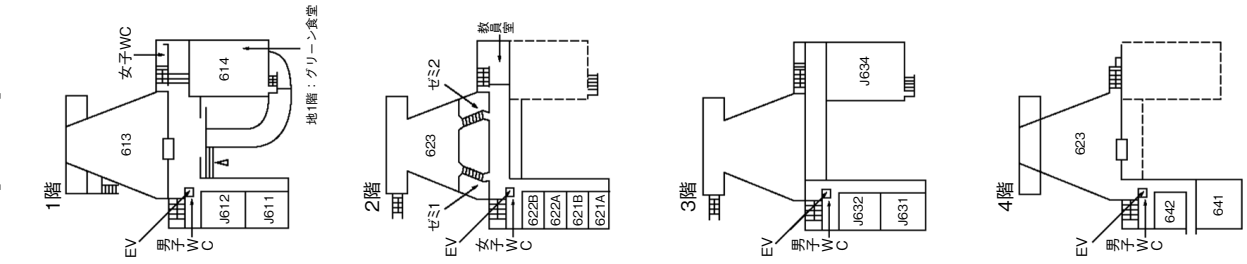 1階
613
女子WC
614
地1階：グリーン食堂
EV
男子WC
J612
J611
2階
623
ゼミ1
ゼミ2
教員室
EV
女子WC
622B
622A
621B
621A
3階
J634
EV
男子WC
J632
J631
4階
623
EV
男子WC
642
641